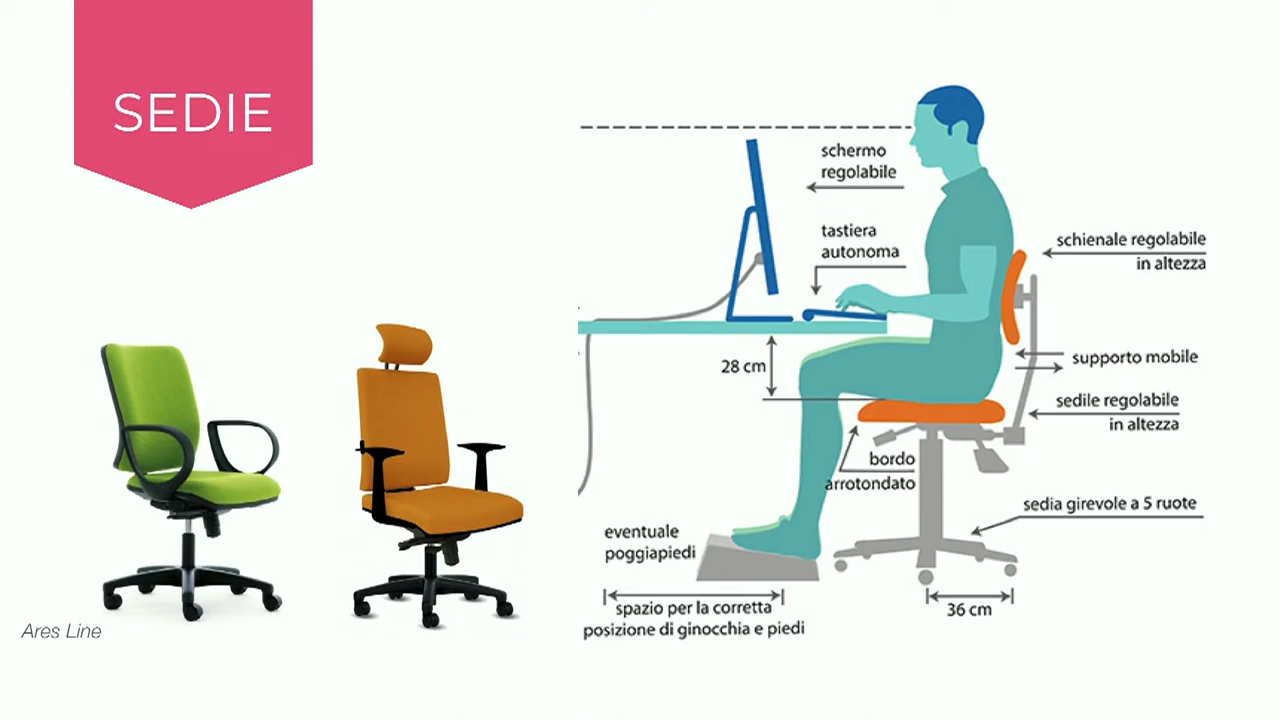 SEDIE
schermo
regolabile
tastiera
autonoma
schienale regolabile
in altezza
28 cm
supporto mobile
sedile regolabile
in altezza
bordo
arrotondato
sedia girevole a 5 ruote
eventuale
poggiapiedi
36 cm
spazio per la corretta
posizione di ginocchia e piedi
Ares Line